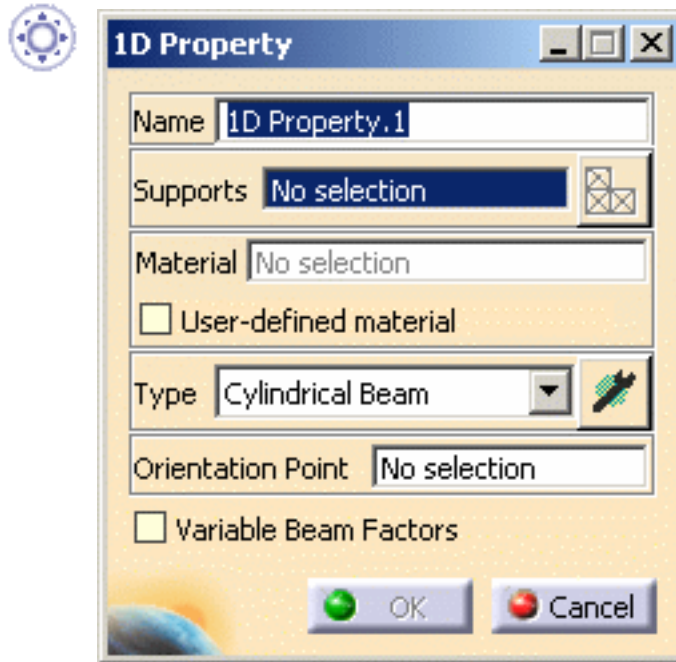 1D Property
Name 1D Property.1
Supports No selection
Material No selection
User-defined material
Type Cylindrical Beam
Orientation Point No selection
Variable Beam Factors
OK Cancel